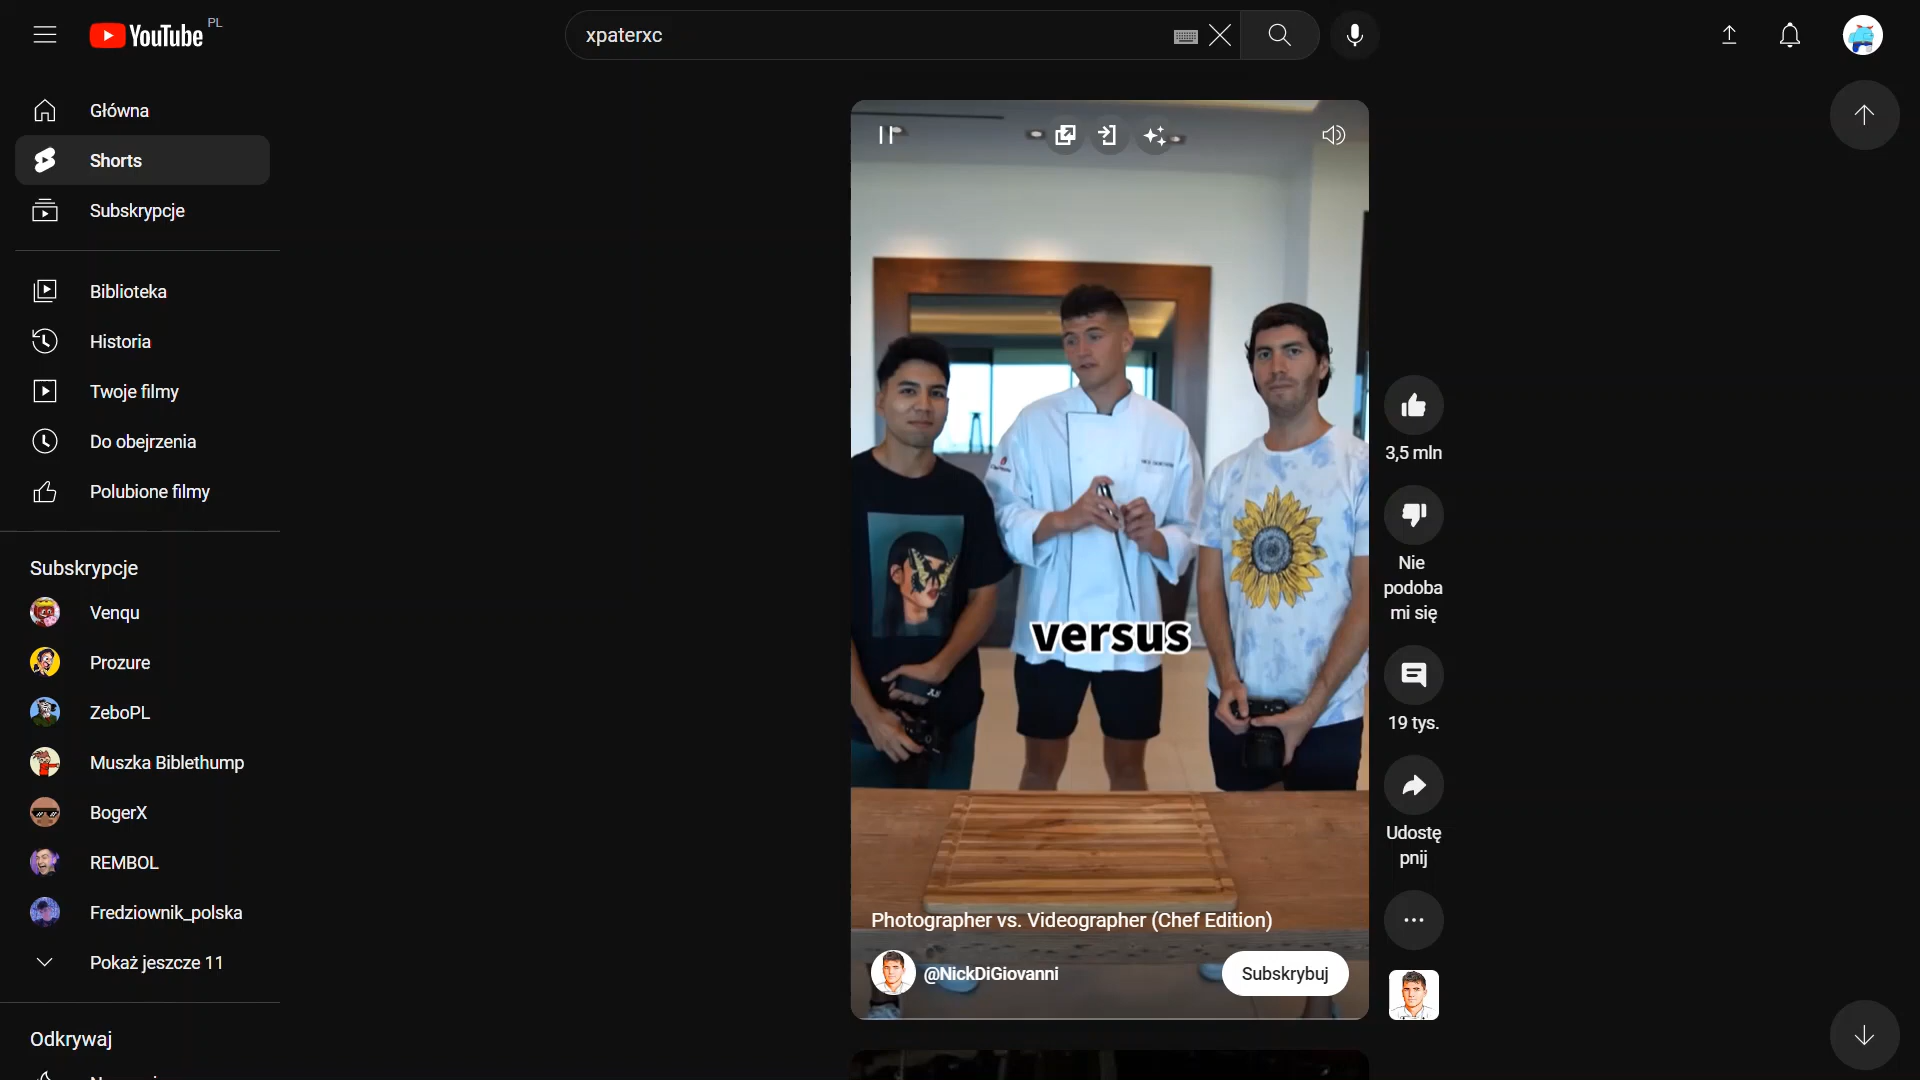 YouTube PL
xpaterxc
Główna
Shorts
Subskrypcje
Biblioteka
Historia
Twoje filmy
Do obejrzenia
Polubione filmy
Subskrypcje
Venqu
Prozure
ZeboPL
Muszka Biblethump
BogerX
REMBOL
Fredziownik_polska
Pokaż jeszcze 11
Odkrywaj
versus
Photographer vs. Videographer (Chef Edition)
@NickDiGiovanni
Subskrybuj
3,5 mln
Nie
podoba
mi się
19 tys.
Udostę
pnij